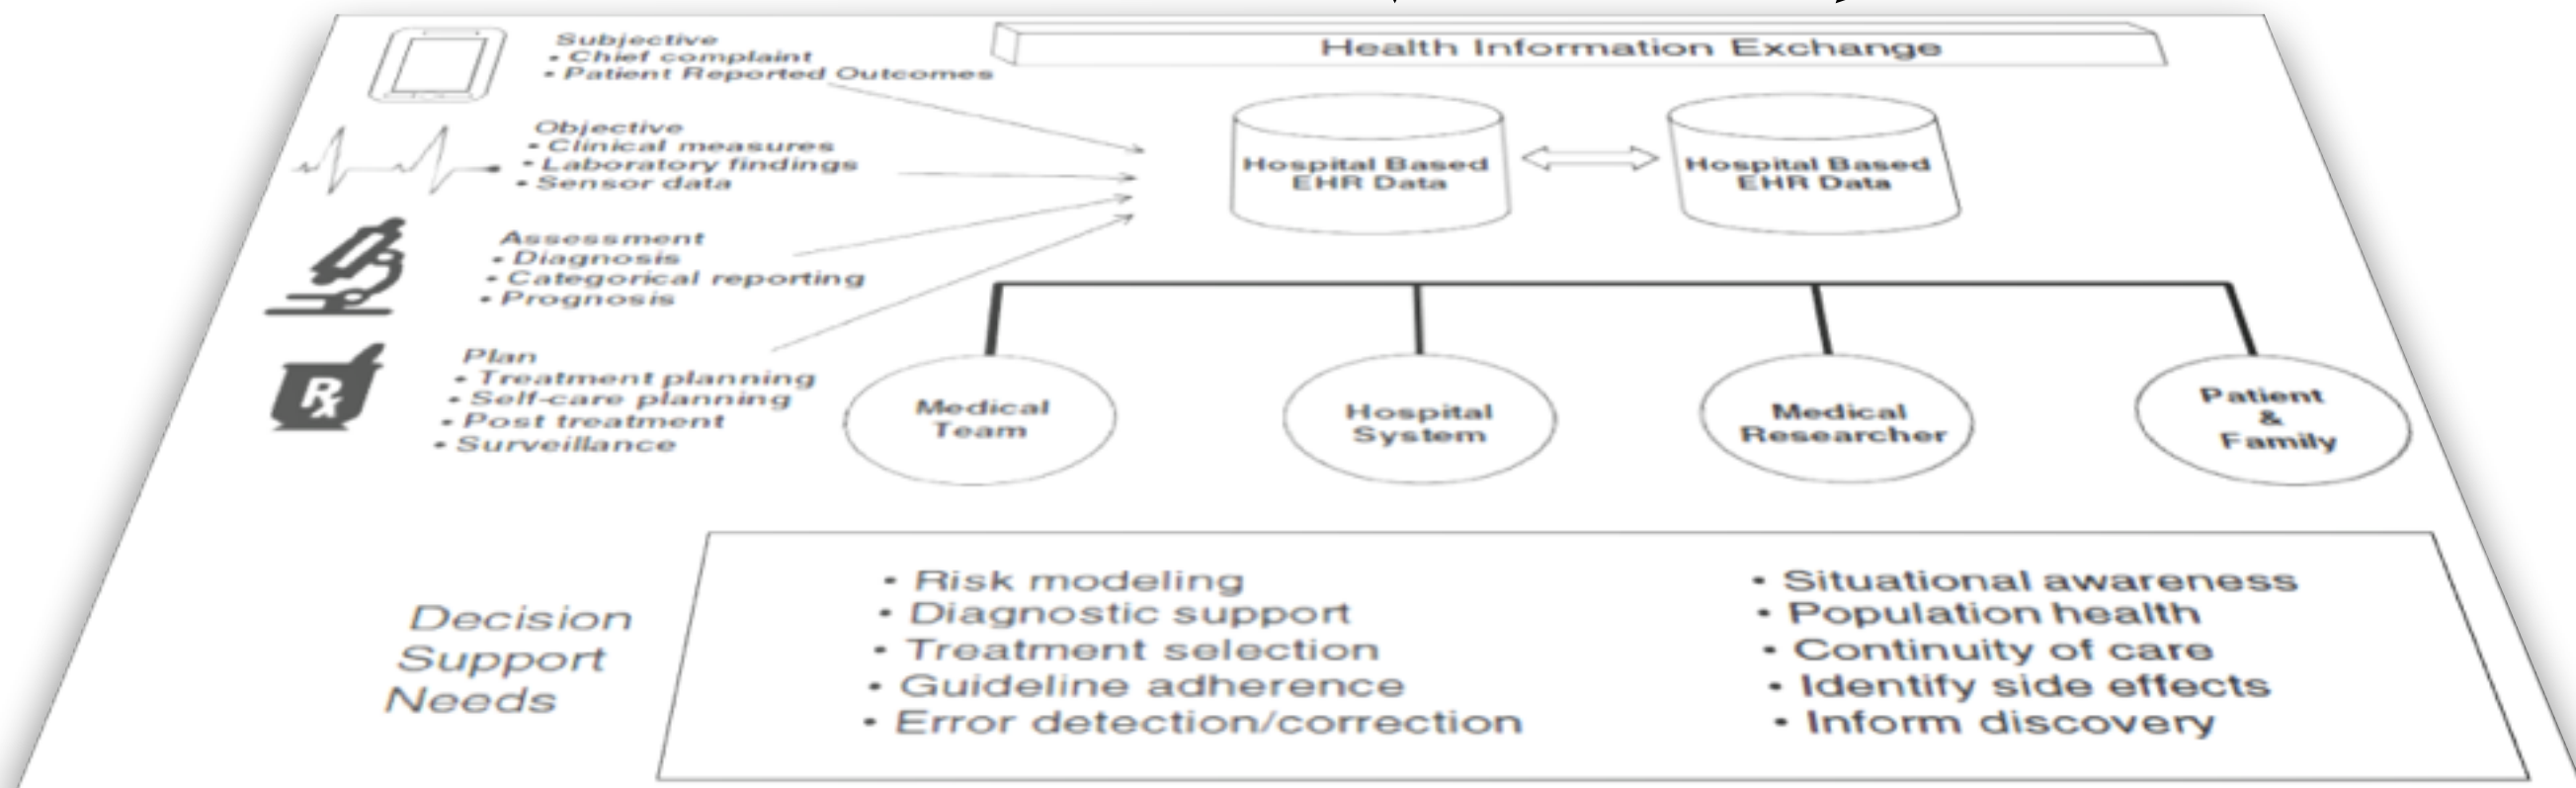 Subjective
• Chief complaint
• Patient Reported Outcomes
Objective
• Clinical measures
• Laboratory findings
• Sensor data
Assessment
• Diagnosis
• Categorical reporting
• Prognosis
Rx
Plan
• Treatment planning
• Self-care planning
• Post treatment
• Surveillance
Health Information Exchange
Hospital Based
EHR Data
Hospital Based
EHR Data
Medical
Team
Hospital
System
Medical
Researcher
Patient
&
Family
Decision
Support
Needs
• Risk modeling
• Diagnostic support
• Treatment selection
• Guideline adherence
• Error detection/correction
• Situational awareness
• Population health
• Continuity of care
• Identify side effects
• Inform discovery